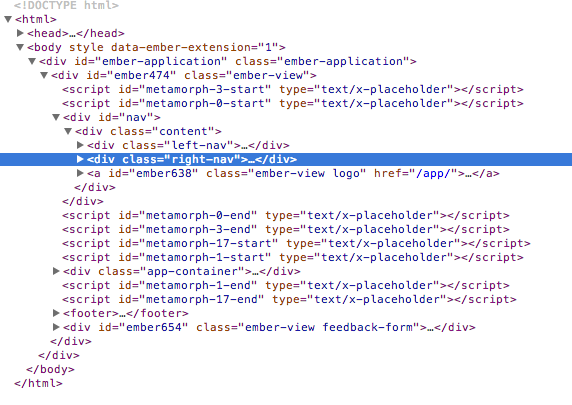 <!DOCTYPE html>
▼<html>
▶<head>…</head>
▼<body style data-ember-extension="1">
▼<div id="ember-application" class="ember-application">
▼<div id="ember474" class="ember-view">
<script id="metamorph-3-start" type="text/x-placeholder"></script>
<script id="metamorph-0-start" type="text/x-placeholder"></script>
▼<div id="nav">
▼<div class="content">
▶<div class="left-nav">…</div>
▶<div class="right-nav">…</div>
▶<a id="ember638" class="ember-view logo" href="/app/">…</a>
</div>
</div>
<script id="metamorph-0-end" type="text/x-placeholder"></script>
<script id="metamorph-3-end" type="text/x-placeholder"></script>
<script id="metamorph-17-start" type="text/x-placeholder"></script>
<script id="metamorph-1-start" type="text/x-placeholder"></script>
▶<div class="app-container">…</div>
<script id="metamorph-1-end" type="text/x-placeholder"></script>
<script id="metamorph-17-end" type="text/x-placeholder"></script>
▶<footer>…</footer>
▶<div id="ember654" class="ember-view feedback-form">…</div>
</div>
</div>
</body>
</html>